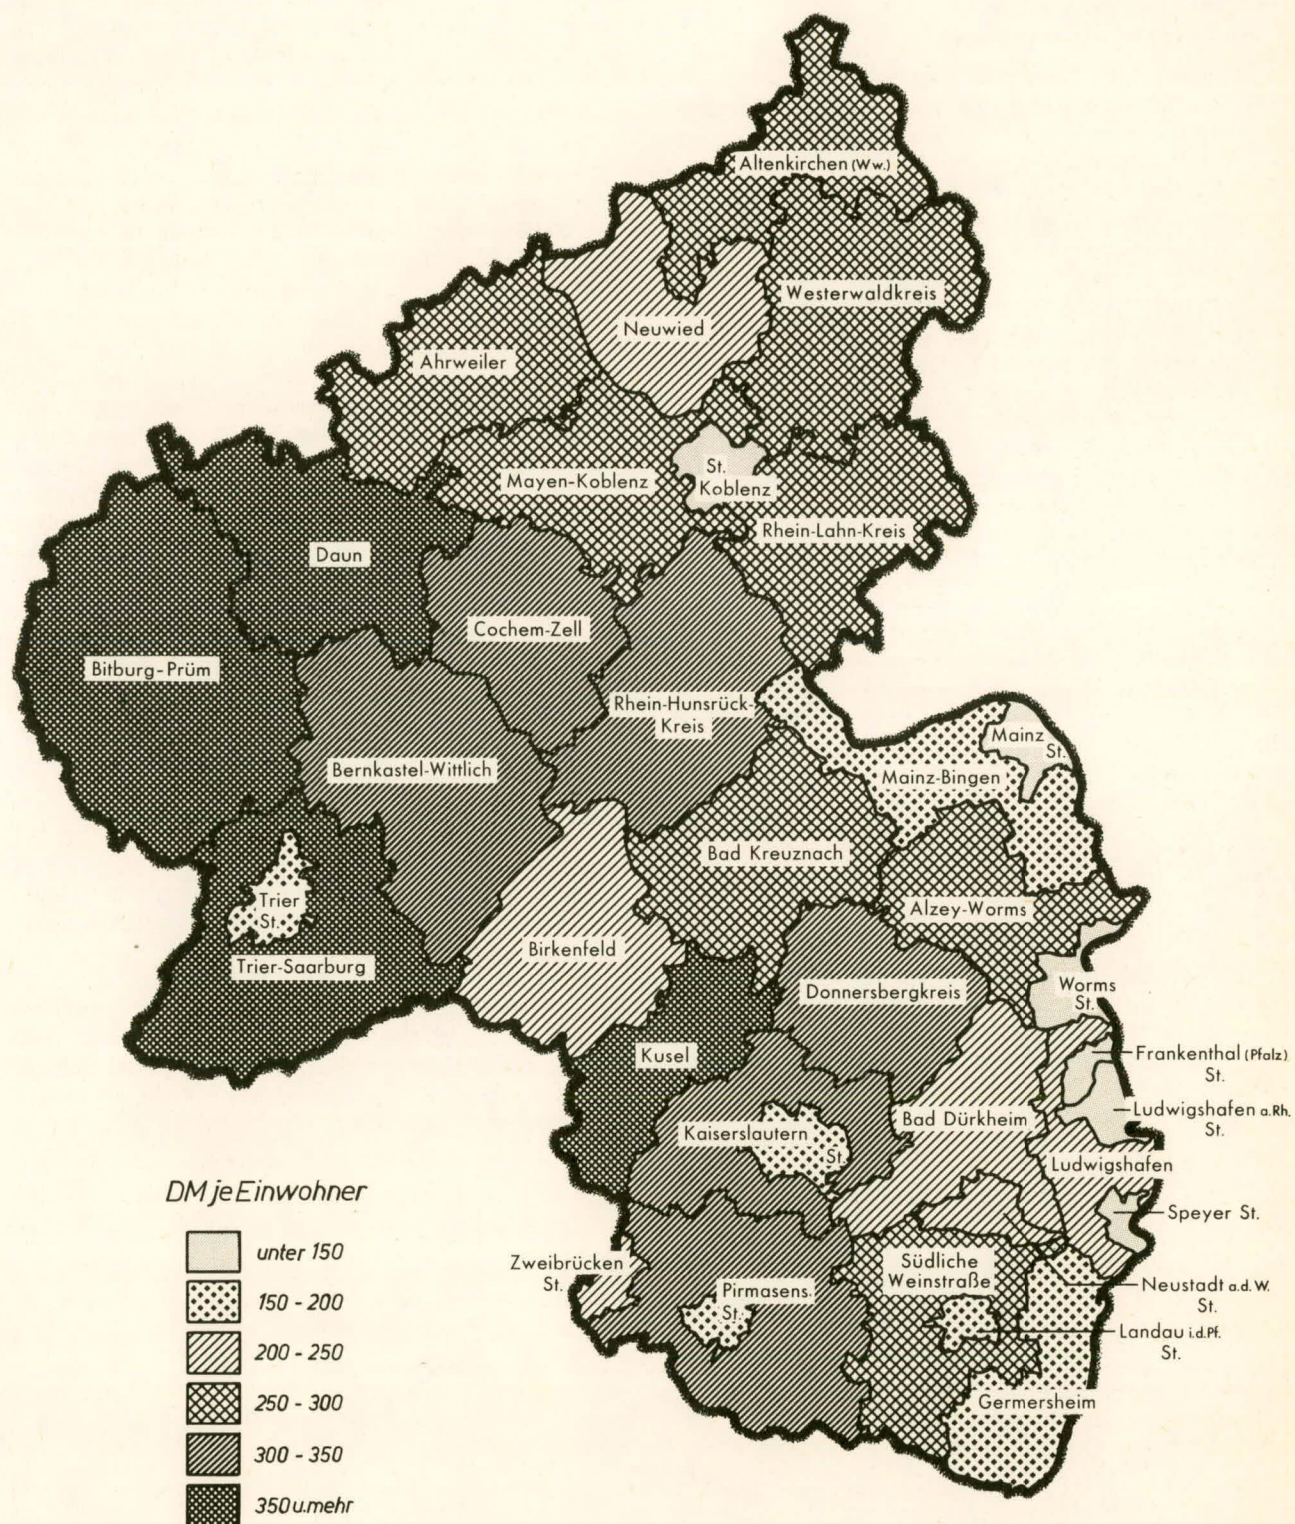 Altenkirchen (Ww.)
Westerwaldkreis
Neuwied
Ahrweiler
Mayen-Koblenz
St.
Koblenz
Rhein-Lahn-Kreis
Daun
Cochem-Zell
Bitburg-Prüm
Rhein-Hunsrück-
Kreis
Mainz
St.
Bernkastel-Wittlich
Mainz-Bingen
Bad Kreuznach
Trier
St.
Alzey-Worms
Birkenfeld
Trier-Saarburg
Donnersbergkreis
Worms
St.
Kusel
Frankenthal (Pfalz)
St.
Bad Dürkheim
Ludwigshafen a.Rh.
St.
Kaiserslautern
St.
Ludwigshafen
Speyer St.
Zweibrücken
St.
Südliche
Weinstraße
Pirmasens
St.
Neustadt a.d.W.
St.
Landau i.d.Pf.
St.
Germersheim
DM je Einwohner
unter 150
150 - 200
200 - 250
250 - 300
300 - 350
350 u. mehr